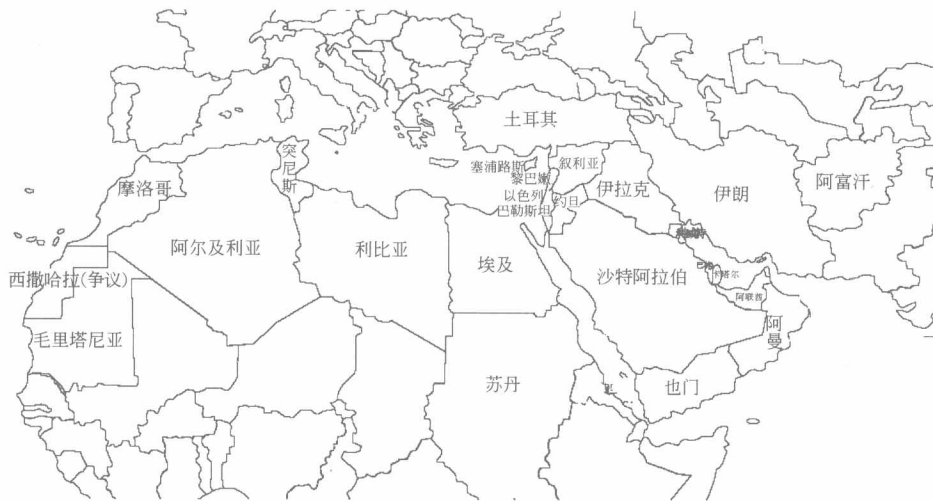 土耳其
突尼斯
塞浦路斯
叙利亚
黎巴嫩
摩洛哥
伊拉克
伊朗
阿富汗
以色列
约旦
巴勒斯坦
阿尔及利亚
利比亚
埃及
沙特阿拉伯
西撒哈拉(争议)
卡塔尔
阿联酋
毛里塔尼亚
阿曼
苏丹
也门